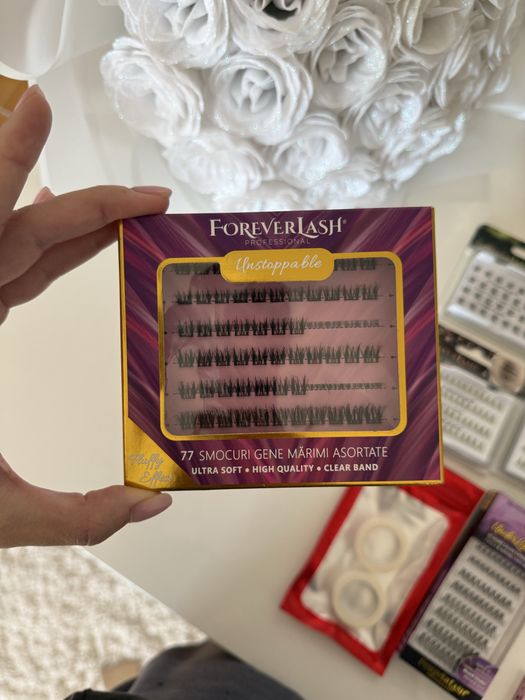 FOREVERLASH®
PROFESSIONAL
Unstoppable
77 SMOCURI GENE MĂRIMI ASORTATE
ULTRA SOFT • HIGH QUALITY • CLEAR BAND
Fluffy
Effect